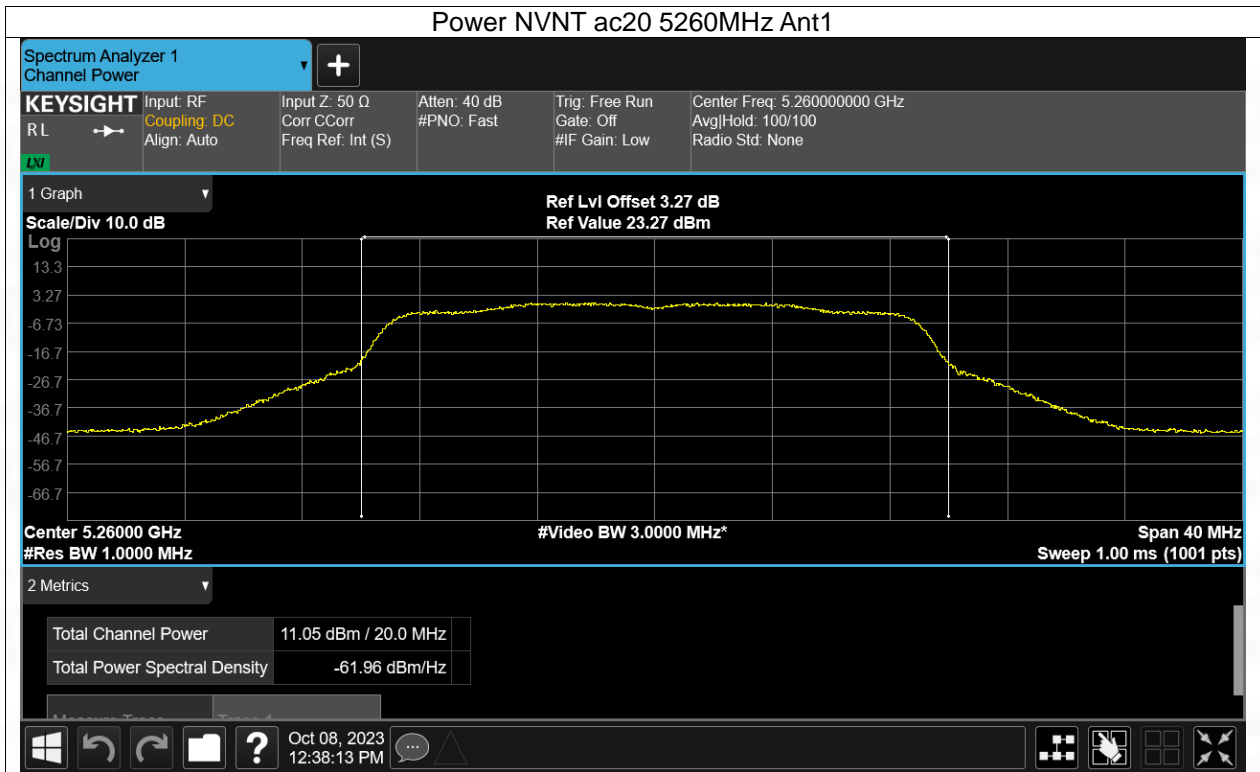 Power NVNT ac20 5260MHz Ant1
Spectrum Analyzer 1
Channel Power
KEYSIGHT
R L
LXI
Input: RF
Coupling: DC
Align: Auto
Input Z: 50 Ω
Corr CCorr
Freq Ref: Int (S)
Atten: 40 dB
#PNO: Fast
Trig: Free Run
Gate: Off
#IF Gain: Low
Center Freq: 5.260000000 GHz
Avg|Hold: 100/100
Radio Std: None
1 Graph
Scale/Div 10.0 dB
Ref Lvl Offset 3.27 dB
Ref Value 23.27 dBm
Log
13.3
3.27
-6.73
-16.7
-26.7
-36.7
-46.7
-56.7
-66.7
Center 5.26000 GHz
#Res BW 1.0000 MHz
#Video BW 3.0000 MHz*
Span 40 MHz
Sweep 1.00 ms (1001 pts)
2 Metrics
Total Channel Power 11.05 dBm / 20.0 MHz
Total Power Spectral Density -61.96 dBm/Hz
Measure Trace Trace 1
?
Oct 08, 2023
12:38:13 PM